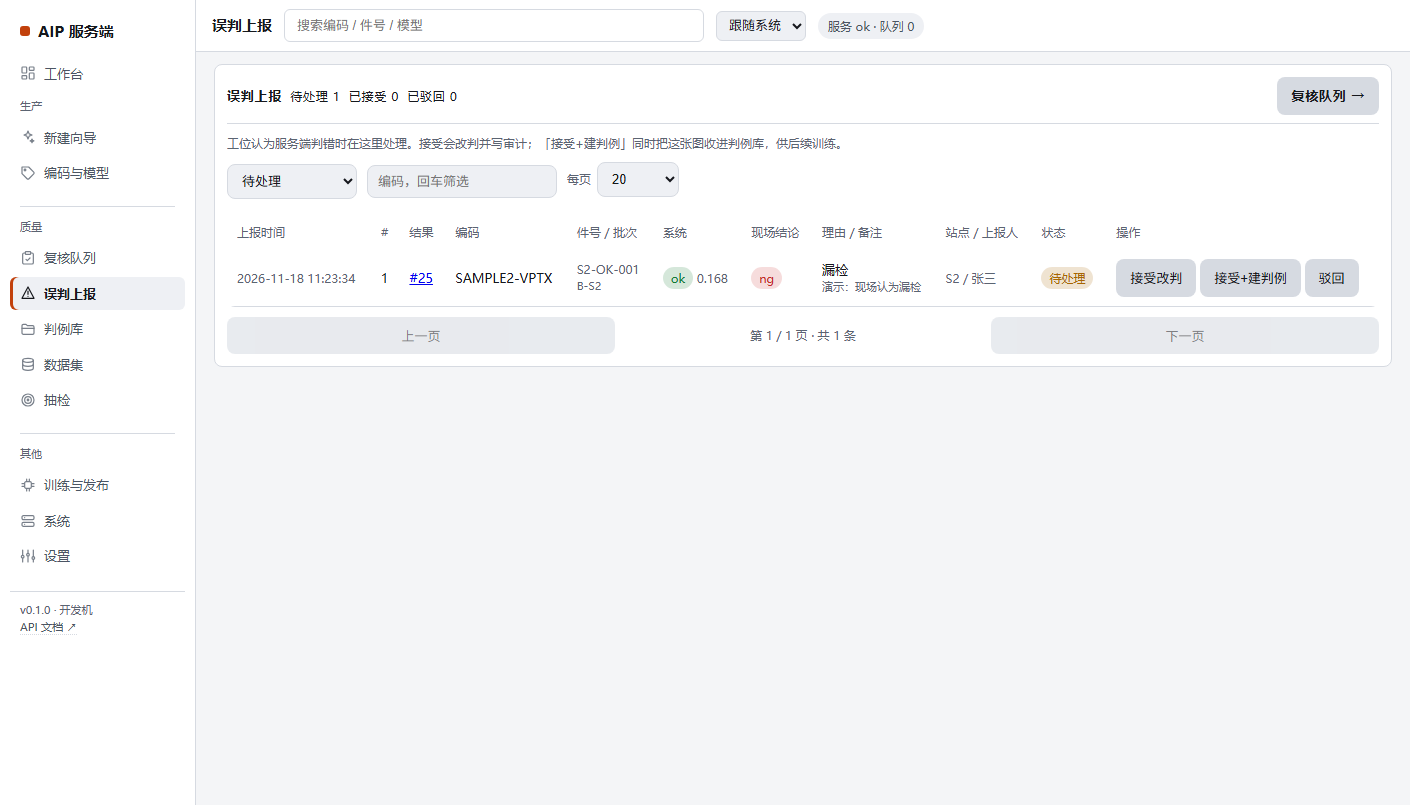 AIP 服务端
工作台
生产
新建向导
编码与模型
质量
复核队列
误判上报
判例库
数据集
抽检
其他
训练与发布
系统
设置
v0.1.0 · 开发机
API 文档 ↗
误判上报 搜索编码 / 件号 / 模型 跟随系统 服务 ok · 队列 0
误判上报 待处理 1 已接受 0 已驳回 0 复核队列 →
工位认为服务端判错时在这里处理。接受会改判并写审计；「接受+建判例」同时把这张图收进判例库，供后续训练。
待处理 编码，回车筛选 每页 20
上报时间 # 结果 编码 件号 / 批次 系统 现场结论 理由 / 备注 站点 / 上报人 状态 操作
2026-11-18 11:23:34 1 #25 SAMPLE2-VPTX S2-OK-001 ok 0.168 ng 漏检 S2 / 张三 待处理 接受改判 接受+建判例 驳回
B-S2 演示：现场认为漏检
上一页 第 1 / 1 页 · 共 1 条 下一页